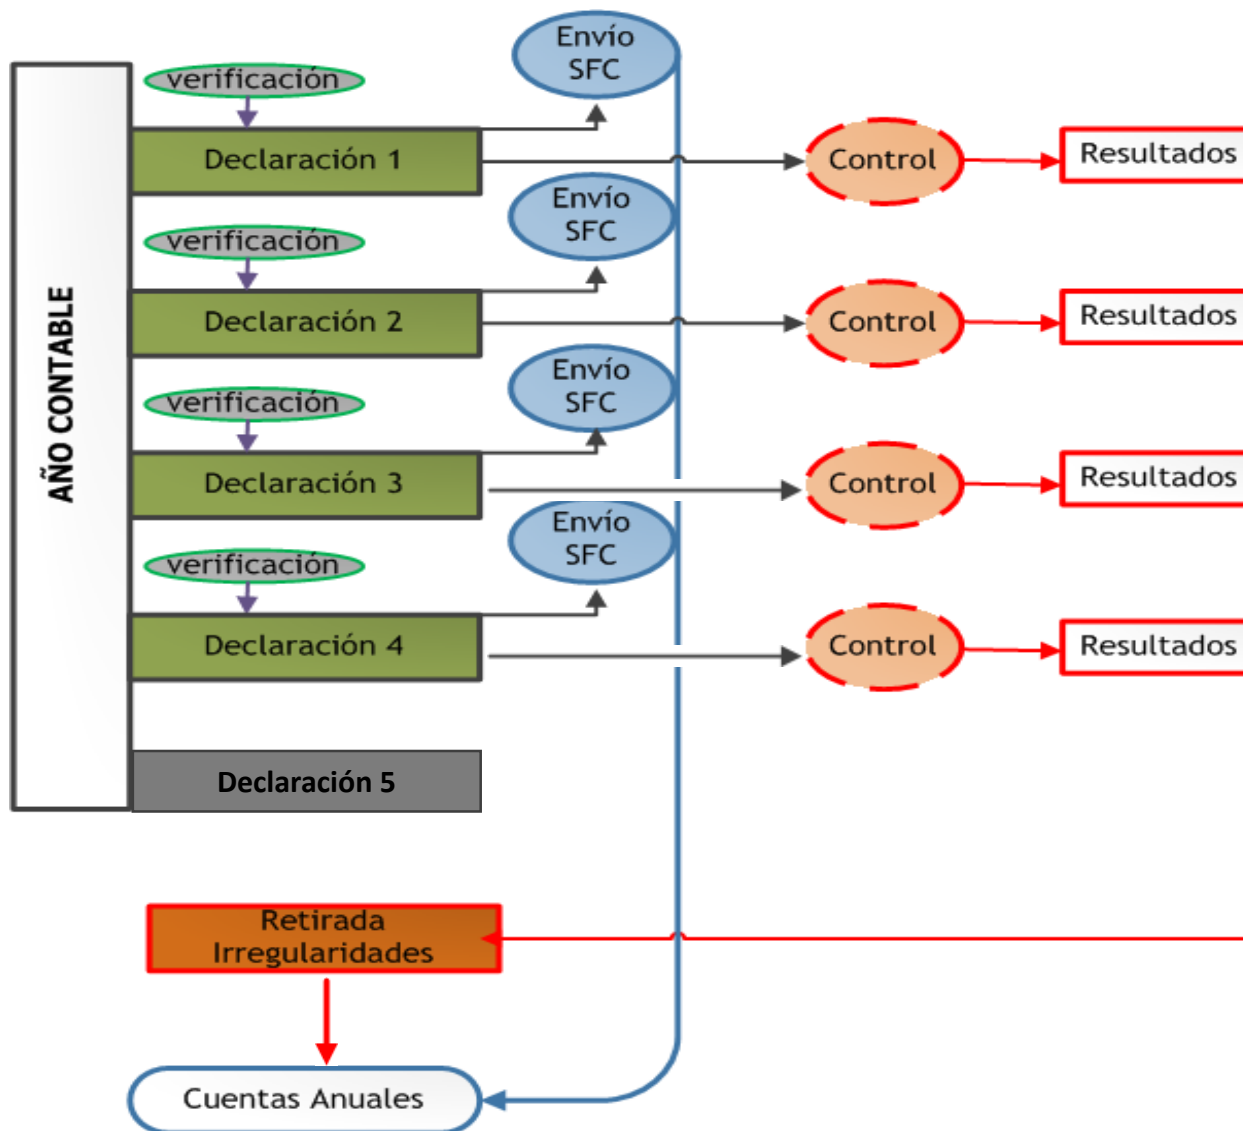 Envío
SFC
verificación
Declaración 1
Control
Resultados
Envío
SFC
verificación
Declaración 2
Control
Resultados
AÑO CONTABLE
Envío
SFC
verificación
Declaración 3
Control
Resultados
Envío
SFC
verificación
Declaración 4
Control
Resultados
Declaración 5
Retirada
Irregularidades
Cuentas Anuales